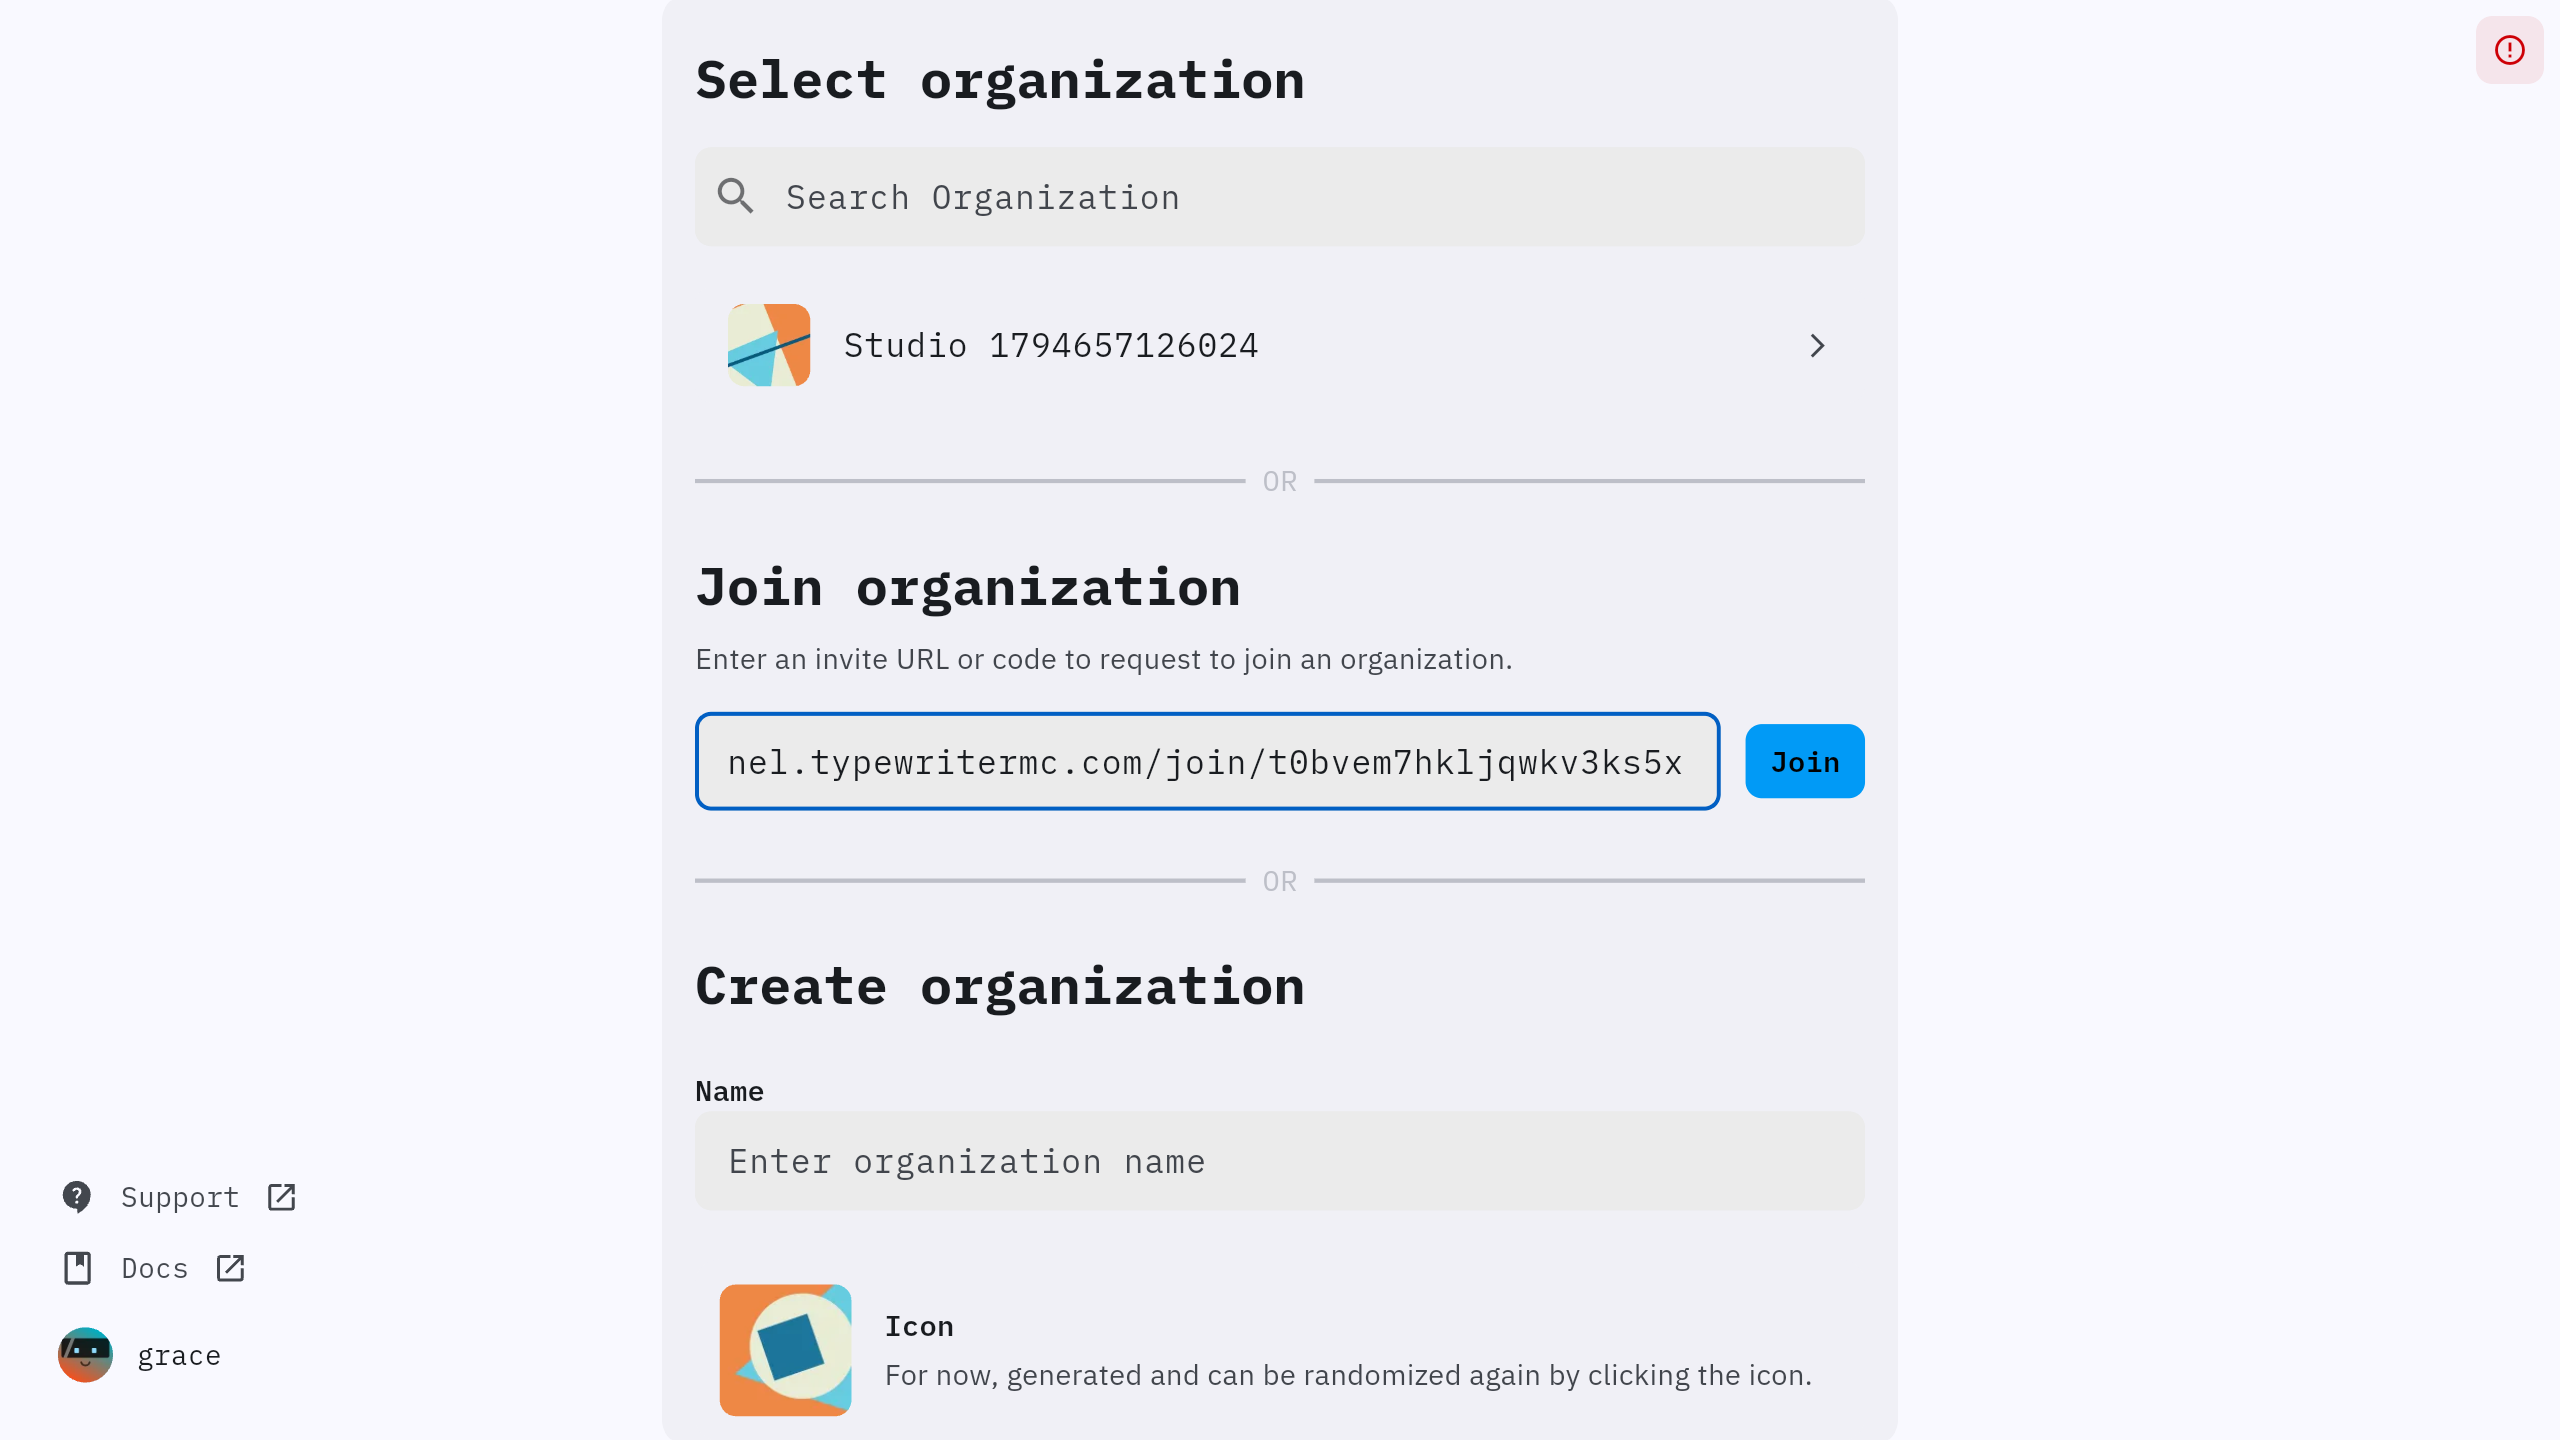 Select organization
Search Organization
Studio 1794657126024
OR
Join organization
Enter an invite URL or code to request to join an organization.
nel.typewritermc.com/join/t0bvem7hkljqwkv3ks5x
Join
OR
Create organization
Name
Enter organization name
Icon
For now, generated and can be randomized again by clicking the icon.
Support
Docs
grace